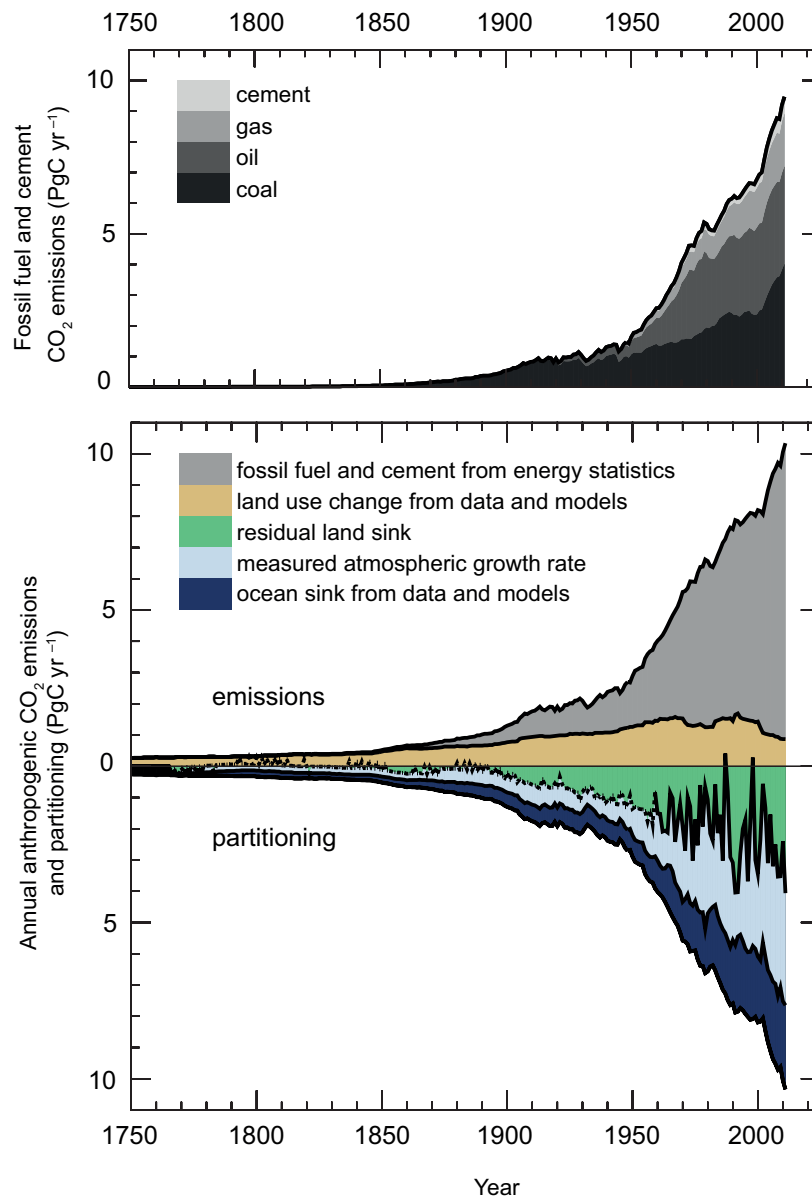 1750 1800 1850 1900 1950 2000
10
5
0
Fossil fuel and cement
CO₂ emissions (PgC yr⁻¹)
cement
gas
oil
coal
10
5
0
5
10
Annual anthropogenic CO₂ emissions
and partitioning (PgC yr⁻¹)
fossil fuel and cement from energy statistics
land use change from data and models
residual land sink
measured atmospheric growth rate
ocean sink from data and models
emissions
partitioning
1750 1800 1850 1900 1950 2000
Year